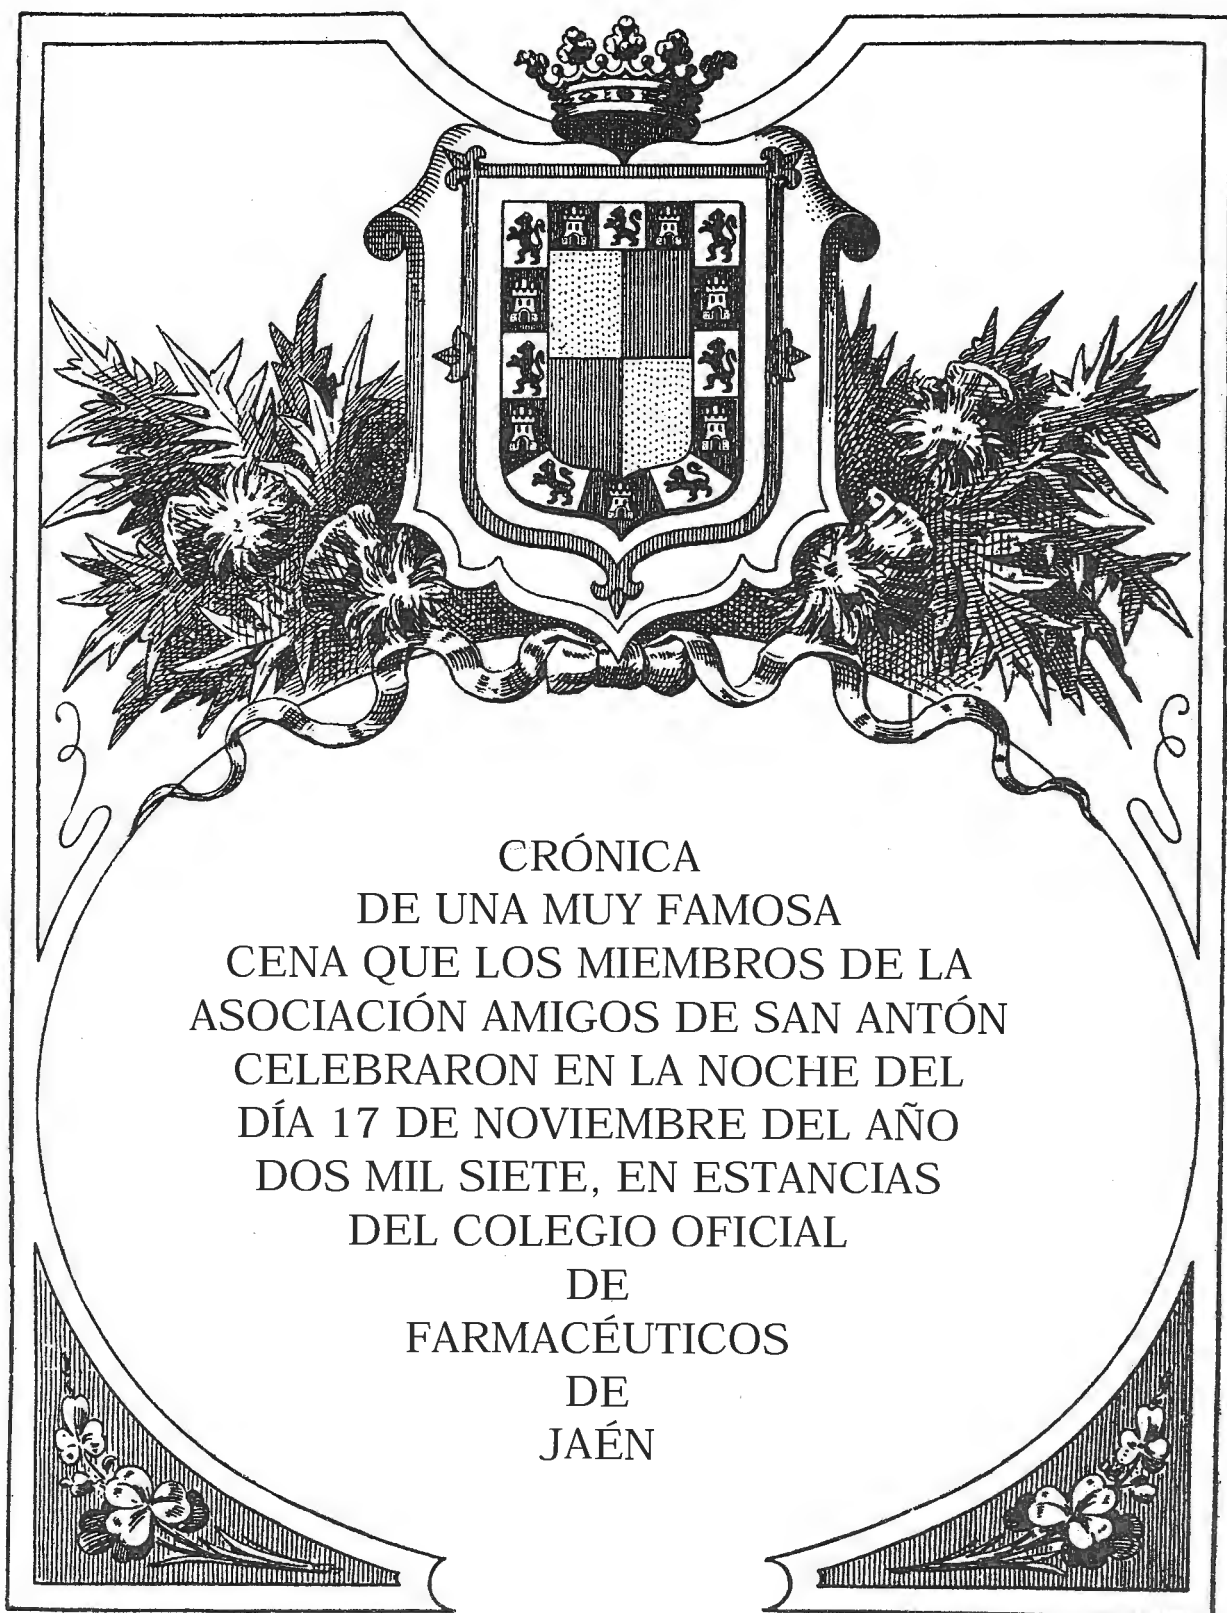 CRÓNICA
DE UNA MUY FAMOSA
CENA QUE LOS MIEMBROS DE LA
ASOCIACIÓN AMIGOS DE SAN ANTÓN
CELEBRARON EN LA NOCHE DEL
DÍA 17 DE NOVIEMBRE DEL AÑO
DOS MIL SIETE, EN ESTANCIAS
DEL COLEGIO OFICIAL
DE
FARMACÉUTICOS
DE
JAÉN